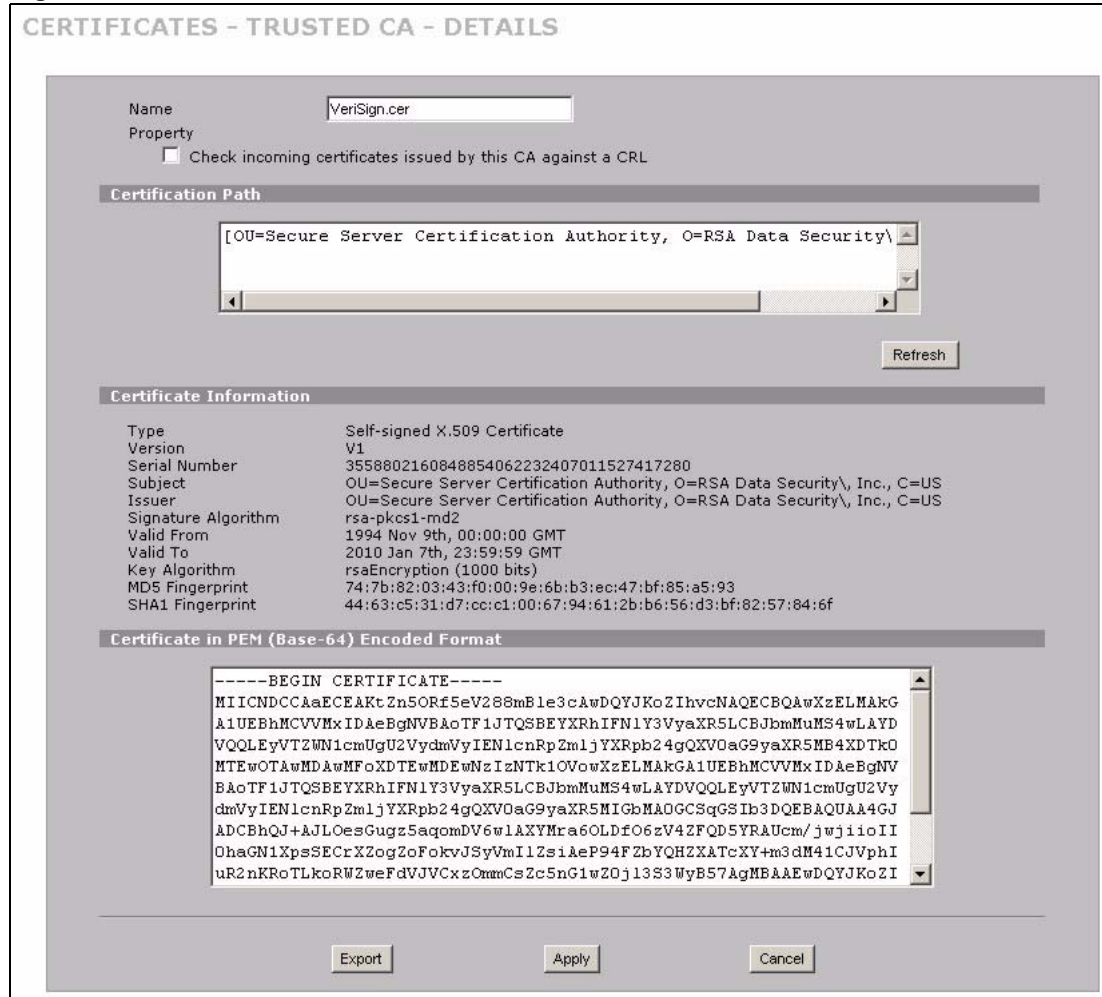 CERTIFICATES - TRUSTED CA - DETAILS
Name VeriSign.cer
Property
Check incoming certificates issued by this CA against a CRL
Certification Path
[OU=Secure Server Certification Authority, O=RSA Data Security\
Refresh
Certificate Information
Type Self-signed X.509 Certificate
Version V1
Serial Number 3558802160848854062232407011527417280
Subject OU=Secure Server Certification Authority, O=RSA Data Security\, Inc., C=US
Issuer OU=Secure Server Certification Authority, O=RSA Data Security\, Inc., C=US
Signature Algorithm rsa-pkcs1-md2
Valid From 1994 Nov 9th, 00:00:00 GMT
Valid To 2010 Jan 7th, 23:59:59 GMT
Key Algorithm rsaEncryption (1000 bits)
MD5 Fingerprint 74:7b:82:03:43:f0:00:9e:6b:b3:ec:47:bf:85:a5:93
SHA1 Fingerprint 44:63:c5:31:d7:cc:c1:00:67:94:61:2b:b6:56:d3:bf:82:57:84:6f
Certificate in PEM (Base-64) Encoded Format
-----BEGIN CERTIFICATE-----
MIICNDCCAaECEAKtZn5ORf5eV288mBle3cAwDQYJKoZIhvcNAQECBQAwXzELMAkG
A1UEBhMCVVMxIDAeBgNVBAoTF1JTQSBEYXRhIFNlY3VyaXR5LCBJbmMuMS4wLAYD
VQQLEyVTZWN1cmUgU2VydmVyIENlcnRpZmljYXRpb24gQXV0aG9yaXR5MB4XDTk0
MTEwOTAwMDAwMFoXDTEwMDEwNzIzNTk1OVowXzELMAkGA1UEBhMCVVMxIDAeBgNV
BAoTF1JTQSBEYXRhIFNlY3VyaXR5LCBJbmMuMS4wLAYDVQQLEyVTZWN1cmUgU2Vy
dmVyIENlcnRpZmljYXRpb24gQXV0aG9yaXR5MIGbMA0GCSqGSIb3DQEBAQUAA4GJ
ADCBhQJ+AJLOesGugz5aqomDV6wlAXYMra6OLDfO6zV4ZFQD5YRAUcm/jwjiioII
0haGN1XpsSECrXZogZoFokvJSyVmIlZsiAeP94FZbYQHZXATcXY+m3dM41CJVphI
uR2nKRoTLkoRWZweFdVJVCxzOmmCsZc5nG1wZ0jl3S3WyB57AgMBAAEwDQYJKoZI
Export Apply Cancel